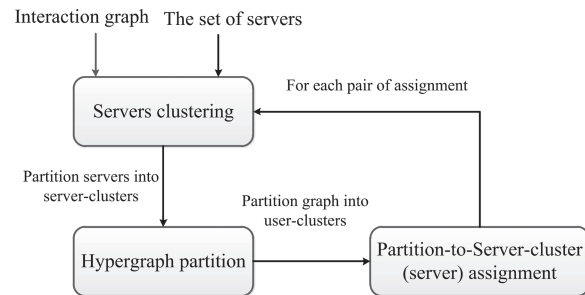 Interaction graph
The set of servers
For each pair of assignment
Servers clustering
Partition servers into
server-clusters
Partition graph into
user-clusters
Hypergraph partition
Partition-to-Server-cluster
(server) assignment